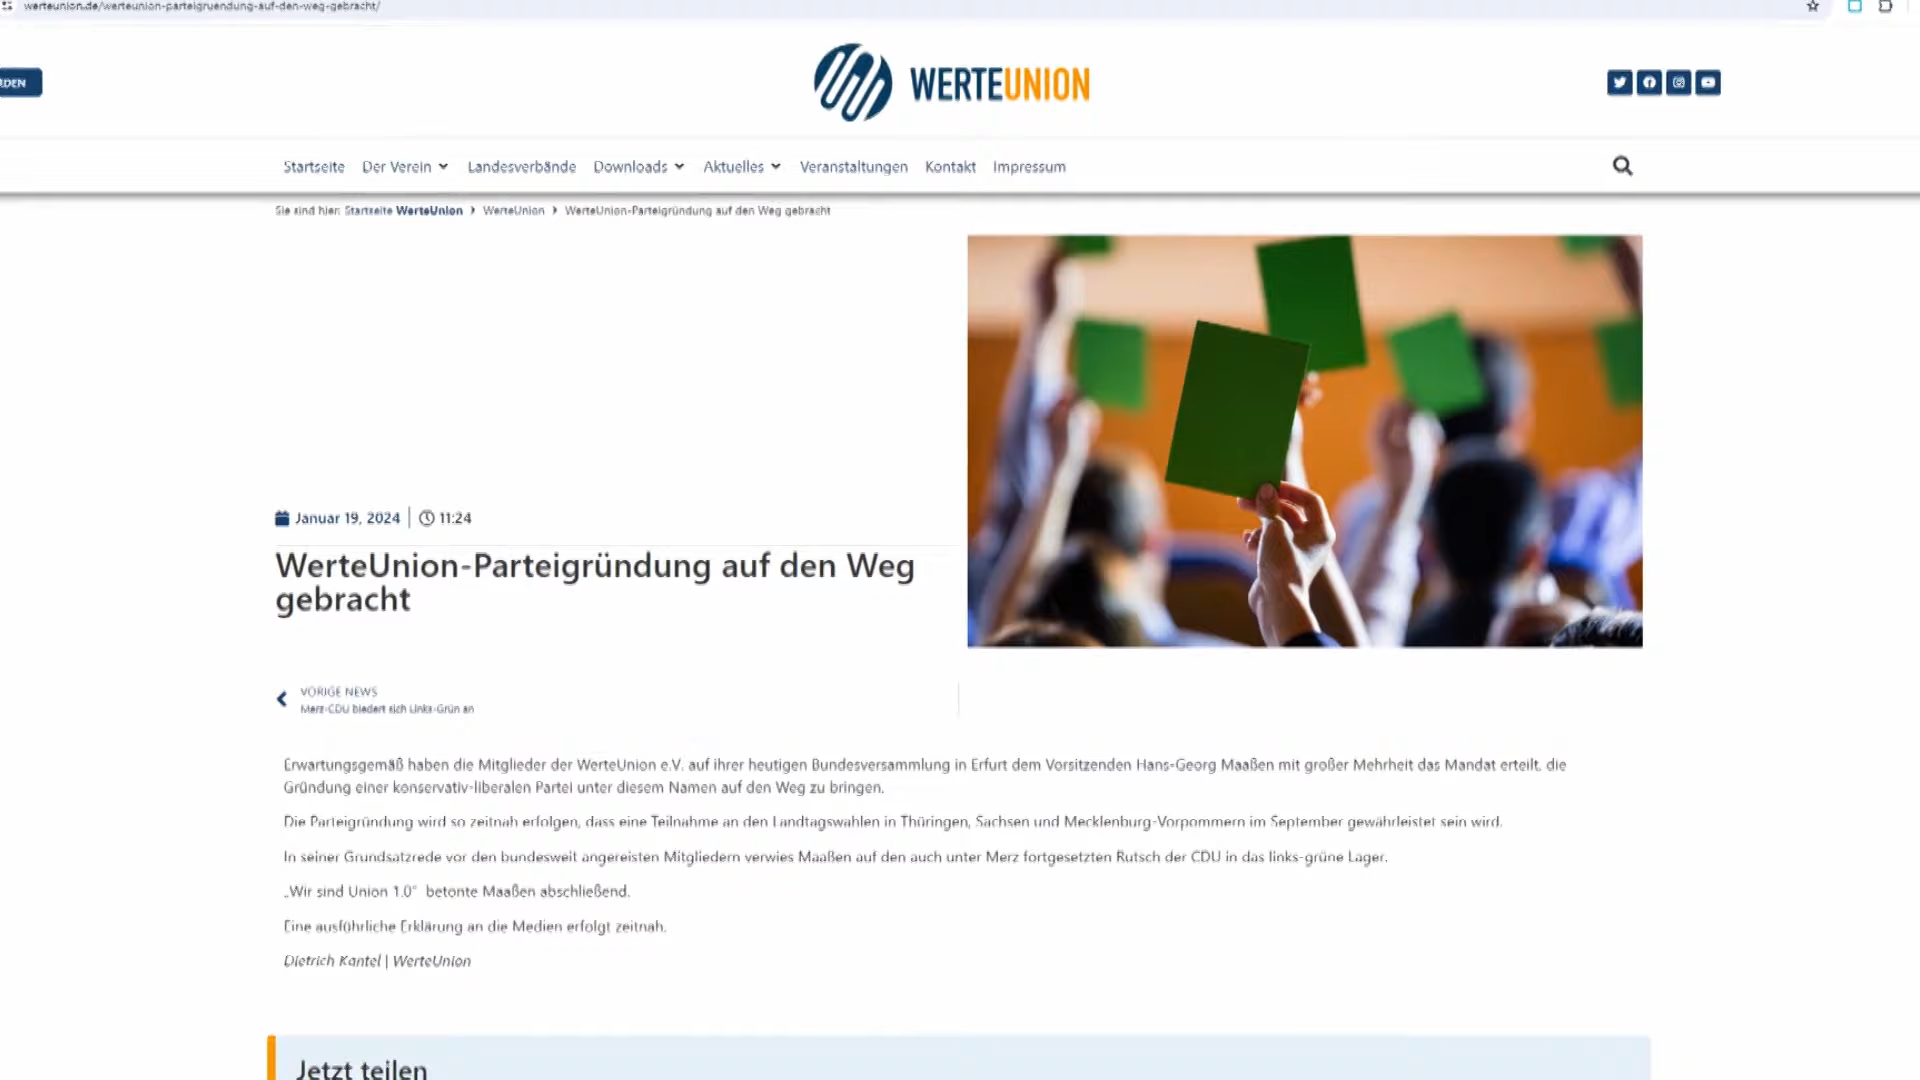 werteunion.de/werteunion-parteigruendung-auf-den-weg-gebracht/
RDEN
WERTEUNION
Startseite Der Verein Landesverbände Downloads Aktuelles Veranstaltungen Kontakt Impressum
Sie sind hier: Startseite WerteUnion › WerteUnion › WerteUnion-Parteigründung auf den Weg gebracht
Januar 19, 2024 | 11:24
WerteUnion-Parteigründung auf den Weg
gebracht
VORIGE NEWS
Merz-CDU biedert sich Links-Grün an
Erwartungsgemäß haben die Mitglieder der WerteUnion e.V. auf ihrer heutigen Bundesversammlung in Erfurt dem Vorsitzenden Hans-Georg Maaßen mit großer Mehrheit das Mandat erteilt, die
Gründung einer konservativ-liberalen Partei unter diesem Namen auf den Weg zu bringen.
Die Parteigründung wird so zeitnah erfolgen, dass eine Teilnahme an den Landtagswahlen in Thüringen, Sachsen und Mecklenburg-Vorpommern im September gewährleistet sein wird.
In seiner Grundsatzrede vor den bundesweit angereisten Mitgliedern verwies Maaßen auf den auch unter Merz fortgesetzten Rutsch der CDU in das links-grüne Lager.
„Wir sind Union 1.0“ betonte Maaßen abschließend.
Eine ausführliche Erklärung an die Medien erfolgt zeitnah.
Dietrich Kantel | WerteUnion
Jetzt teilen